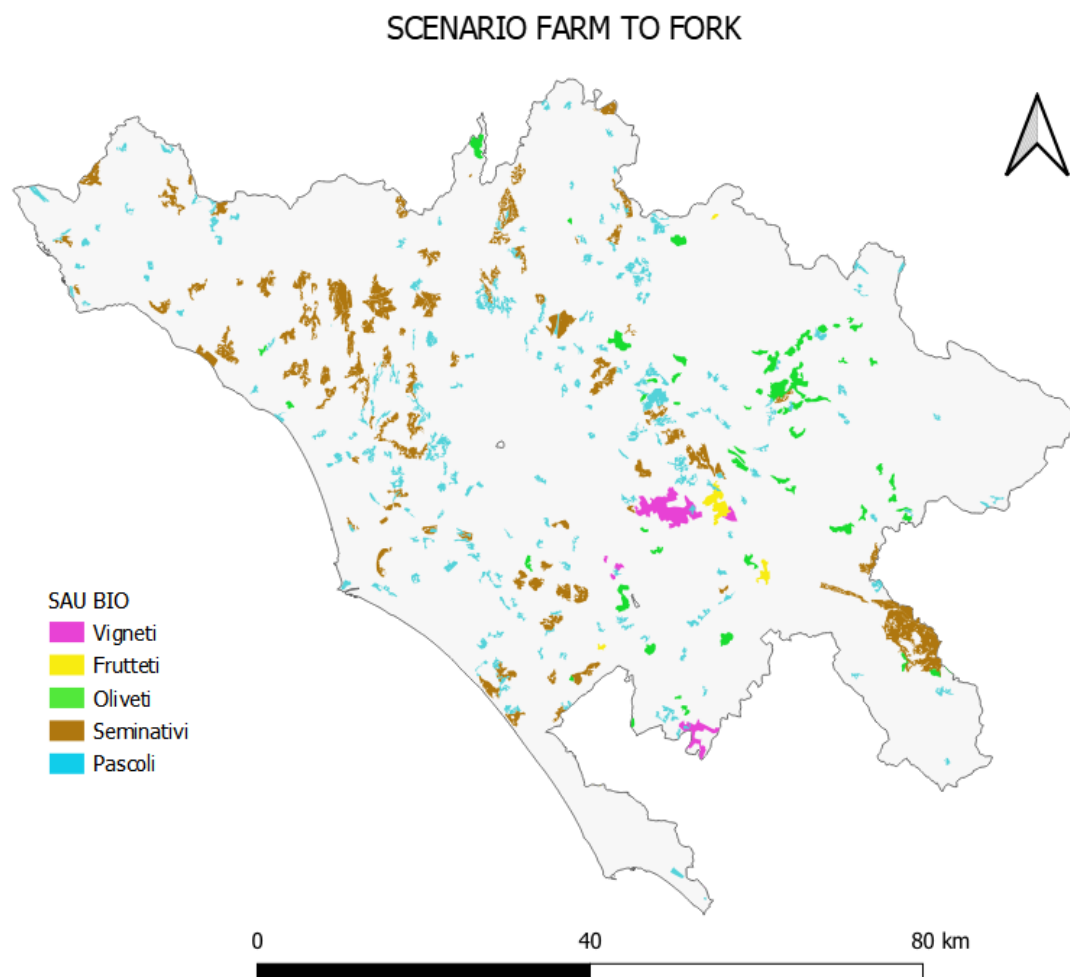 SCENARIO FARM TO FORK
SAU BIO
Vigneti
Frutteti
Oliveti
Seminativi
Pascoli
0 40 80 km